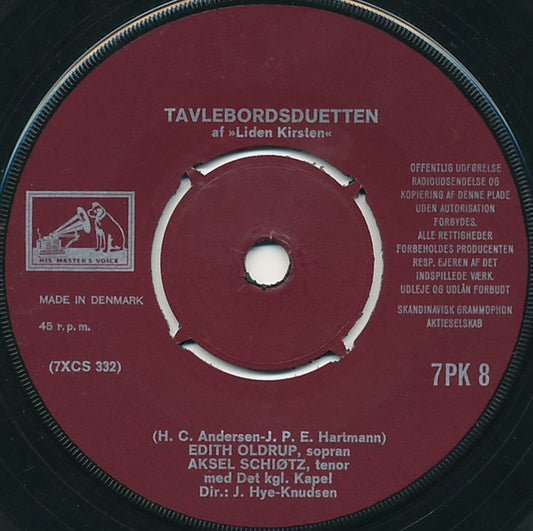 TAVLEBORDSDUETTEN
af »Liden Kirsten«
HIS MASTER'S VOICE
MADE IN DENMARK
45 r.p.m.
(7XCS 332)
OFFENTLIG UDFØRELSE
RADIOUDSENDELSE OG
KOPIERING AF DENNE PLADE
UDEN AUTORISATION
FORBYDES.
ALLE RETTIGHEDER
FORBEHOLDES PRODUCENTEN
RESP. EJEREN AF DET
INDSPILLEDE VÆRK.
UDLEJE OG UDLÅN FORBUDT
SKANDINAVISK GRAMMOPHON
AKTIESELSKAB
7PK 8
(H. C. Andersen-J. P. E. Hartmann)
EDITH OLDRUP, sopran
AKSEL SCHIØTZ, tenor
med Det kgl. Kapel
Dir.: J. Hye-Knudsen